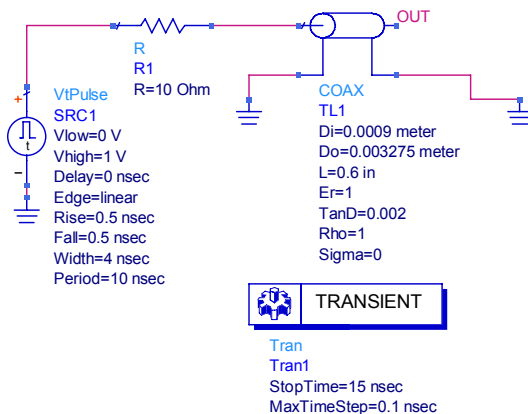 OUT
R
R1
R=10 Ohm
+
VtPulse
SRC1
Vlow=0 V
Vhigh=1 V
Delay=0 nsec
Edge=linear
Rise=0.5 nsec
Fall=0.5 nsec
Width=4 nsec
Period=10 nsec
t
−
COAX
TL1
Di=0.0009 meter
Do=0.003275 meter
L=0.6 in
Er=1
TanD=0.002
Rho=1
Sigma=0
TRANSIENT
Tran
Tran1
StopTime=15 nsec
MaxTimeStep=0.1 nsec